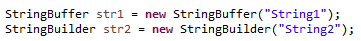 StringBuffer str1 = new StringBuffer("String1");
StringBuilder str2 = new StringBuilder("String2");